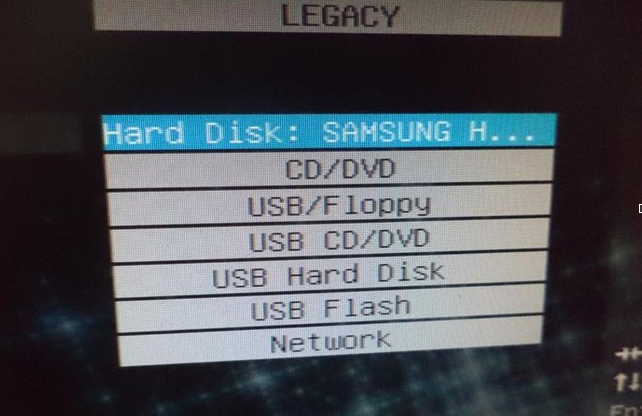 LEGACY
Hard Disk: SAMSUNG H...
CD/DVD
USB/Floppy
USB CD/DVD
USB Hard Disk
USB Flash
Network